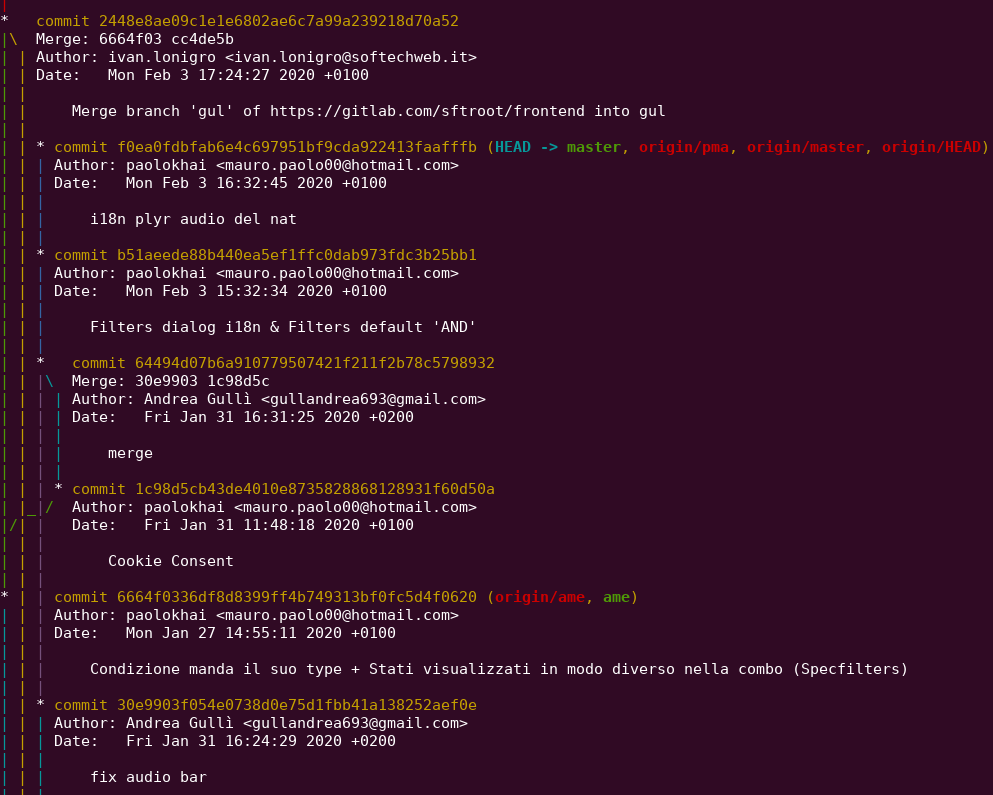 |
*   commit 2448e8ae09c1e1e6802ae6c7a99a239218d70a52
|\  Merge: 6664f03 cc4de5b
| | Author: ivan.lonigro <ivan.lonigro@softechweb.it>
| | Date:   Mon Feb 3 17:24:27 2020 +0100
| |
| |     Merge branch 'gul' of https://gitlab.com/sftroot/frontend into gul
| |
| | * commit f0ea0fdbfab6e4c697951bf9cda922413faafffb (HEAD -> master, origin/pma, origin/master, origin/HEAD)
| | | Author: paolokhai <mauro.paolo00@hotmail.com>
| | | Date:   Mon Feb 3 16:32:45 2020 +0100
| | |
| | |     i18n plyr audio del nat
| | |
| | * commit b51aeede88b440ea5ef1ffc0dab973fdc3b25bb1
| | | Author: paolokhai <mauro.paolo00@hotmail.com>
| | | Date:   Mon Feb 3 15:32:34 2020 +0100
| | |
| | |     Filters dialog i18n & Filters default 'AND'
| | |
| | *   commit 64494d07b6a910779507421f211f2b78c5798932
| | |\  Merge: 30e9903 1c98d5c
| | | | Author: Andrea Gullì <gullandrea693@gmail.com>
| | | | Date:   Fri Jan 31 16:31:25 2020 +0200
| | | |
| | | |     merge
| | | |
| | | * commit 1c98d5cb43de4010e8735828868128931f60d50a
| |_|/  Author: paolokhai <mauro.paolo00@hotmail.com>
|/| |   Date:   Fri Jan 31 11:48:18 2020 +0100
| | |
| | |       Cookie Consent
| | |
* | | commit 6664f0336df8d8399ff4b749313bf0fc5d4f0620 (origin/ame, ame)
| | | Author: paolokhai <mauro.paolo00@hotmail.com>
| | | Date:   Mon Jan 27 14:55:11 2020 +0100
| | |
| | |     Condizione manda il suo type + Stati visualizzati in modo diverso nella combo (Specfilters)
| | |
| | * commit 30e9903f054e0738d0e75d1fbb41a138252aef0e
| | | Author: Andrea Gullì <gullandrea693@gmail.com>
| | | Date:   Fri Jan 31 16:24:29 2020 +0200
| | |
| | |     fix audio bar
| | |